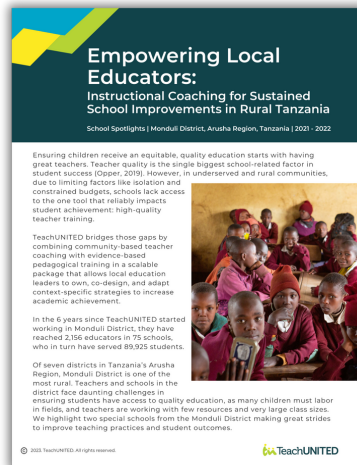 Empowering Local
Educators:
Instructional Coaching for Sustained
School Improvements in Rural Tanzania
School Spotlights | Monduli District, Arusha Region, Tanzania | 2021 - 2022
Ensuring children receive an equitable, quality education starts with having
great teachers. Teacher quality is the single biggest school-related factor in
student success (Opper, 2019). However, in underserved and rural communities,
due to limiting factors like isolation and
constrained budgets, schools lack access
to the one tool that reliably impacts
student achievement: high-quality
teacher training.
TeachUNITED bridges those gaps by
combining community-based teacher
coaching with evidence-based
pedagogical training in a scalable
package that allows local education
leaders to own, co-design, and adapt
context-specific strategies to increase
academic achievement.
In the 6 years since TeachUNITED started
working in Monduli District, they have
reached 2,156 educators in 75 schools,
who in turn have served 89,925 students.
Of seven districts in Tanzania's Arusha
Region, Monduli District is one of the
most rural. Teachers and schools in the
district face daunting challenges in
ensuring students have access to quality education, as many children must labor
in fields, and teachers are working with few resources and very large class sizes.
We highlight two special schools from the Monduli District making great strides
to improve teaching practices and student outcomes.
© 2023, TeachUNITED. All rights reserved.
tu TeachUNITED